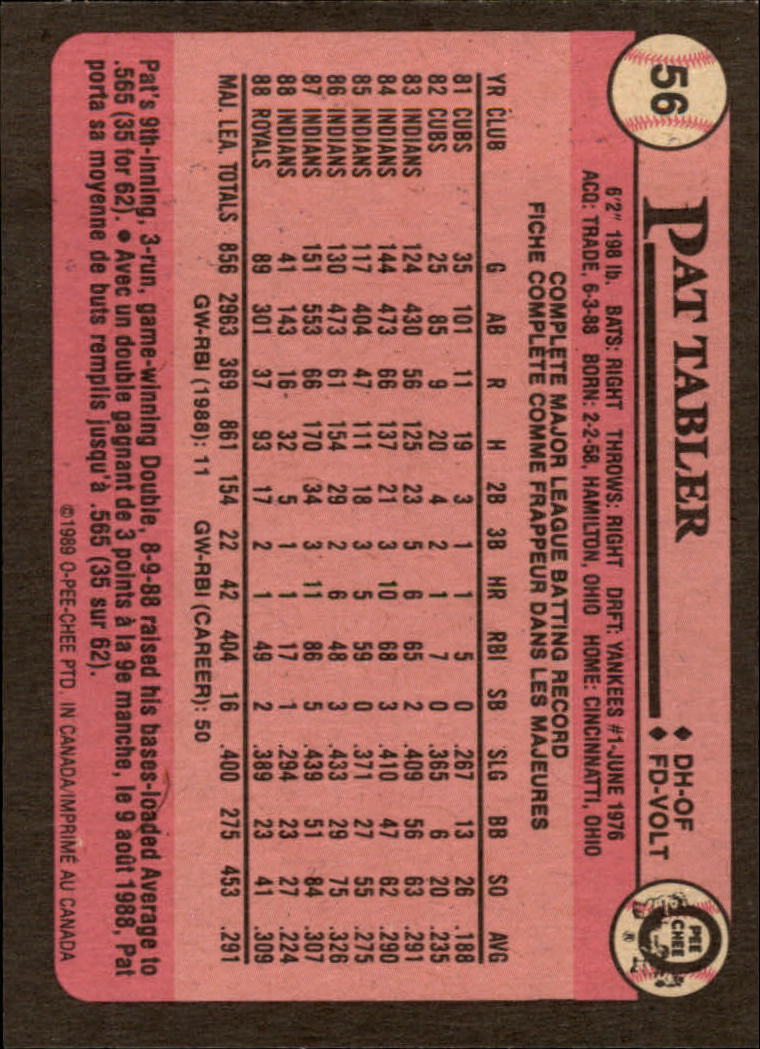 56
PAT TABLER
♦ DH-OF
♦ FD-VOLT
O PEE CHEE ®
6'2" 198 lb. BATS: RIGHT THROWS: RIGHT DRFT: YANKEES #1-JUNE 1976
ACQ: TRADE, 6-3-88 BORN: 2-2-58, HAMILTON, OHIO HOME: CINCINNATTI, OHIO
COMPLETE MAJOR LEAGUE BATTING RECORD
FICHE COMPLÈTE COMME FRAPPEUR DANS LES MAJEURES
YR CLUB G AB R H 2B 3B HR RBI SB SLG BB SO AVG
81 CUBS 35 101 11 19 3 1 1 5 0 .267 13 26 .188
82 CUBS 25 85 9 20 4 2 1 7 0 .365 6 20 .235
83 INDIANS 124 430 56 125 23 5 6 65 2 .409 56 63 .291
84 INDIANS 144 473 66 137 21 3 10 68 3 .410 47 62 .290
85 INDIANS 117 404 47 111 18 3 5 59 0 .371 27 55 .275
86 INDIANS 130 473 61 154 29 2 6 48 3 .433 29 75 .326
87 INDIANS 151 553 66 170 34 3 11 86 5 .439 51 84 .307
88 INDIANS 41 143 16 32 5 1 1 17 1 .294 23 27 .224
88 ROYALS 89 301 37 93 17 2 1 49 2 .389 23 41 .309
MAJ. LEA. TOTALS 856 2963 369 861 154 22 42 404 16 .400 275 453 .291
GW-RBI (1988): 11 GW-RBI (CAREER): 50
Pat's 9th-inning, 3-run, game-winning Double, 8-9-88 raised his bases-loaded Average to
.565 (35 for 62). ● Avec un double gagnant de 3 points à la 9e manche, le 9 août 1988, Pat
porta sa moyenne de buts remplis jusqu'à .565 (35 sur 62).
©1989 O-PEE-CHEE PTD. IN CANADA/IMPRIMÉ AU CANADA